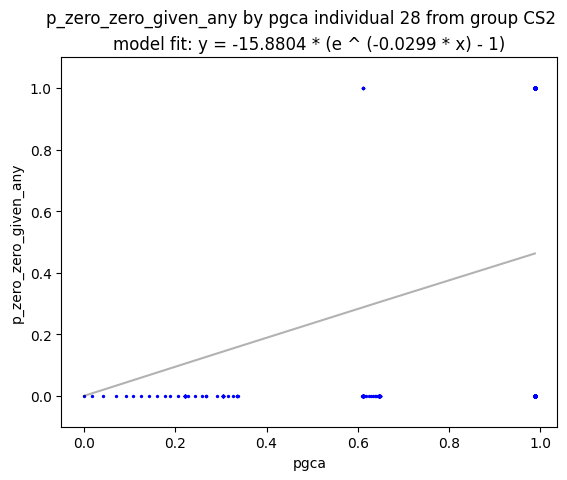 p_zero_zero_given_any by pgca individual 28 from group CS2
model fit: y = -15.8804 * (e ^ (-0.0299 * x) - 1)
1.0
0.8
0.6
0.4
0.2
0.0
p_zero_zero_given_any
0.0 0.2 0.4 0.6 0.8 1.0
pgca